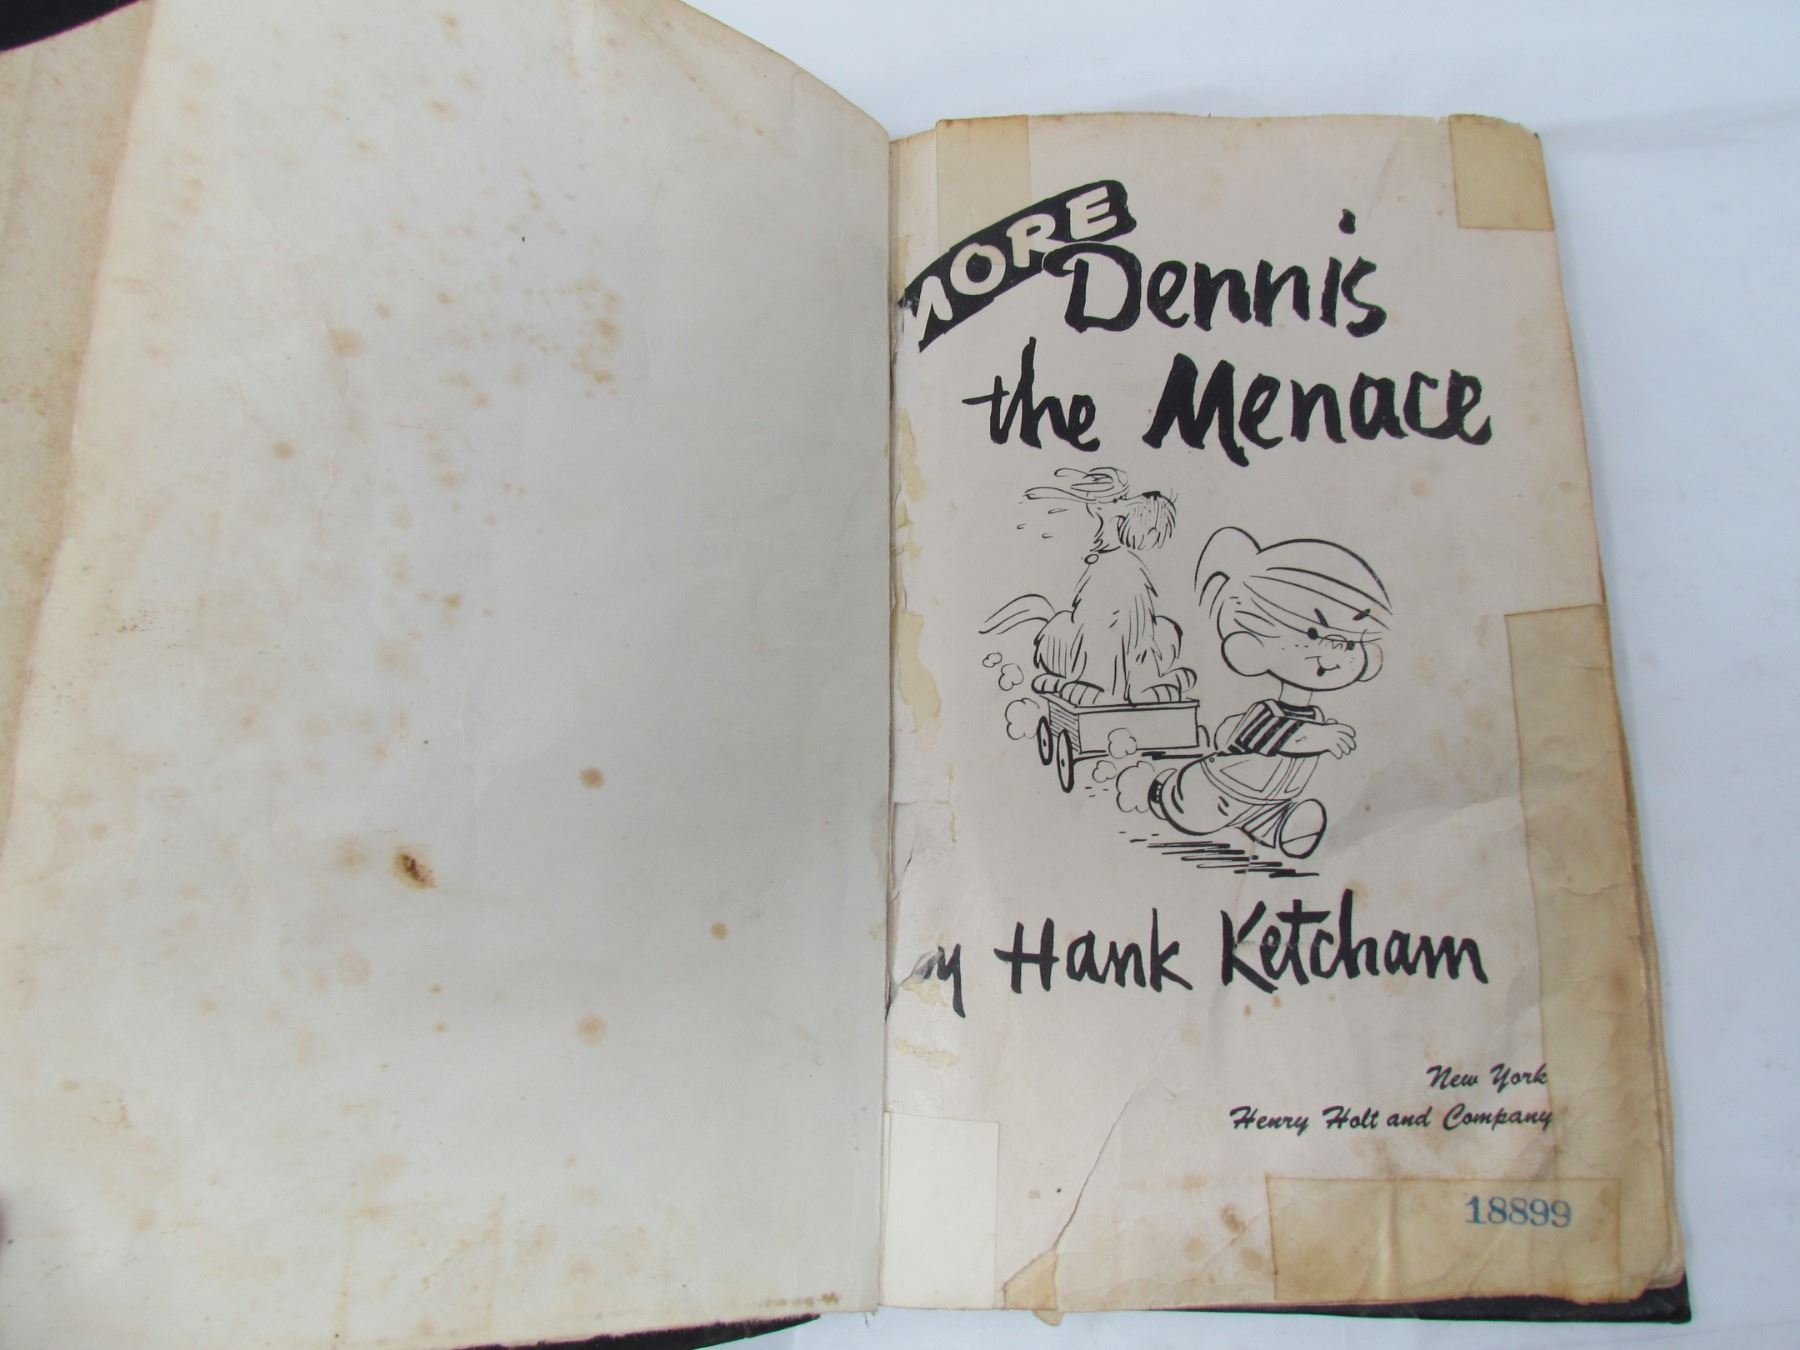 MORE
Dennis
the Menace
Hank Ketcham
New York
Henry Holt and Company
18899